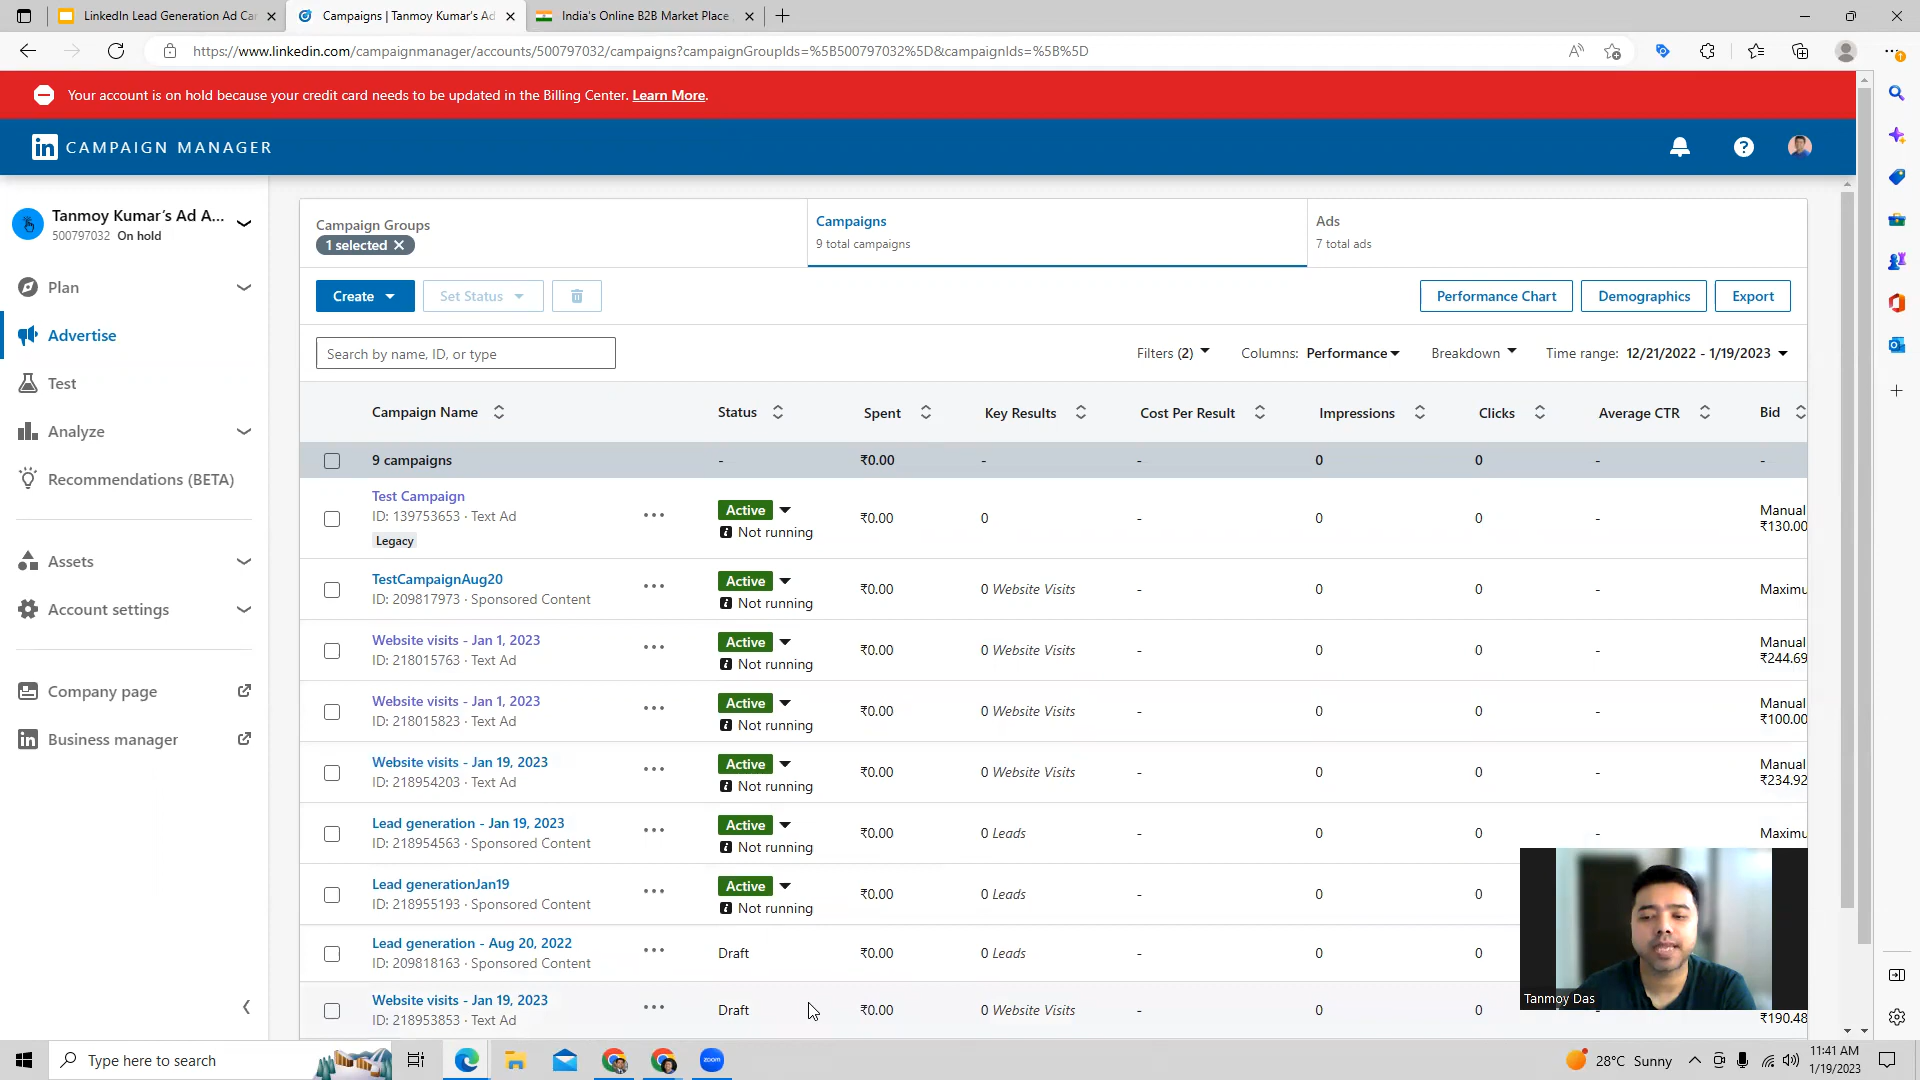 LinkedIn Lead Generation Ad Car
Campaigns | Tanmoy Kumar's Ad
India's Online B2B Market Place
https://www.linkedin.com/campaignmanager/accounts/500797032/campaigns?campaignGroupIds=%5B500797032%5D&campaignIds=%5B%5D
Your account is on hold because your credit card needs to be updated in the Billing Center. Learn More.
in CAMPAIGN MANAGER
Tanmoy Kumar's Ad A...
500797032 On hold
Plan
Advertise
Test
Analyze
Recommendations (BETA)
Assets
Account settings
Company page
Business manager
Campaign Groups
1 selected
Campaigns
9 total campaigns
Ads
7 total ads
Create
Set Status
Performance Chart
Demographics
Export
Search by name, ID, or type
Filters (2)
Columns: Performance
Breakdown
Time range: 12/21/2022 - 1/19/2023
Campaign Name Status Spent Key Results Cost Per Result Impressions Clicks Average CTR Bid
9 campaigns - ₹0.00 - - 0 0 - -
Test Campaign
ID: 139753653 · Text Ad
Legacy
Active
Not running
₹0.00 0 - 0 0 -
Manual
₹130.00
TestCampaignAug20
ID: 209817973 · Sponsored Content
Active
Not running
₹0.00 0 Website Visits - 0 0 - Maximu
Website visits - Jan 1, 2023
ID: 218015763 · Text Ad
Active
Not running
₹0.00 0 Website Visits - 0 0 -
Manual
₹244.69
Website visits - Jan 1, 2023
ID: 218015823 · Text Ad
Active
Not running
₹0.00 0 Website Visits - 0 0 -
Manual
₹100.00
Website visits - Jan 19, 2023
ID: 218954203 · Text Ad
Active
Not running
₹0.00 0 Website Visits - 0 0 -
Manual
₹234.92
Lead generation - Jan 19, 2023
ID: 218954563 · Sponsored Content
Active
Not running
₹0.00 0 Leads - 0 0 - Maximu
Lead generationJan19
ID: 218955193 · Sponsored Content
Active
Not running
₹0.00 0 Leads - 0 0
Lead generation - Aug 20, 2022
ID: 209818163 · Sponsored Content
Draft
₹0.00 0 Leads - 0 0
Website visits - Jan 19, 2023
ID: 218953853 · Text Ad
Draft
₹0.00 0 Website Visits - 0 0 -
₹190.48
Tanmoy Das
Type here to search
zoom
28°C Sunny
11:41 AM
1/19/2023